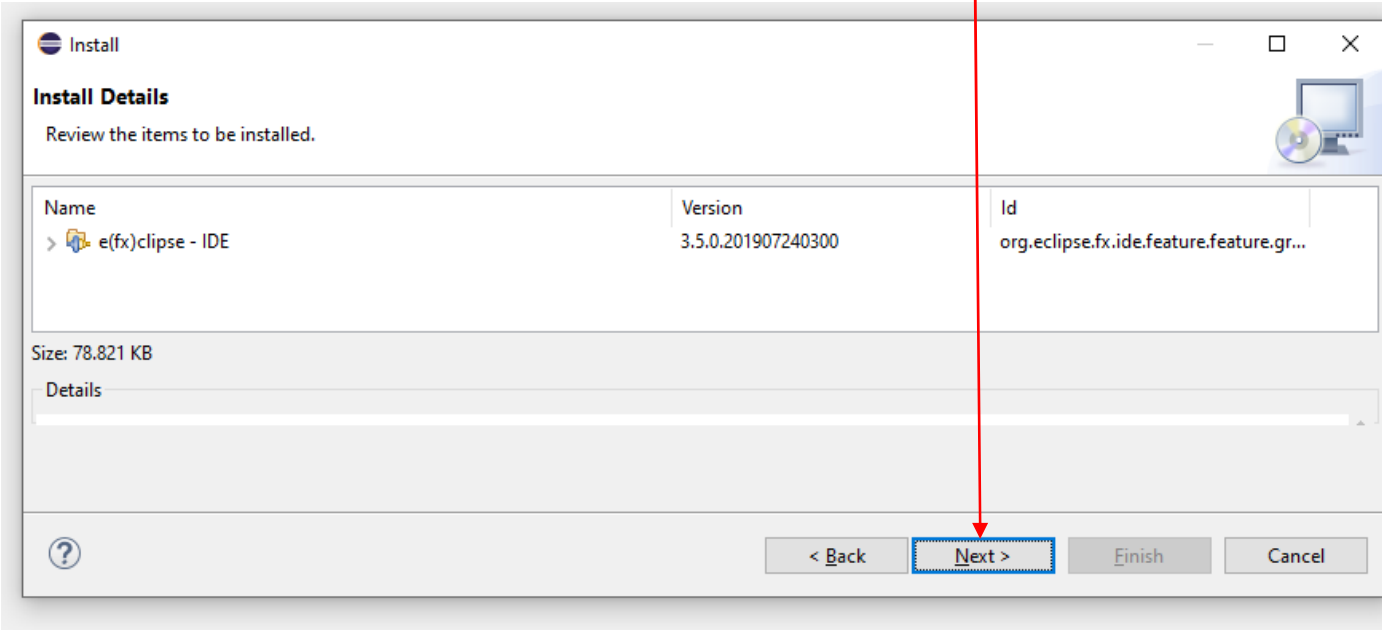 Install
Install Details
Review the items to be installed.
Name Version Id
e(fx)clipse - IDE 3.5.0.201907240300 org.eclipse.fx.ide.feature.feature.gr...
Size: 78.821 KB
Details
?
< Back Next > Finish Cancel